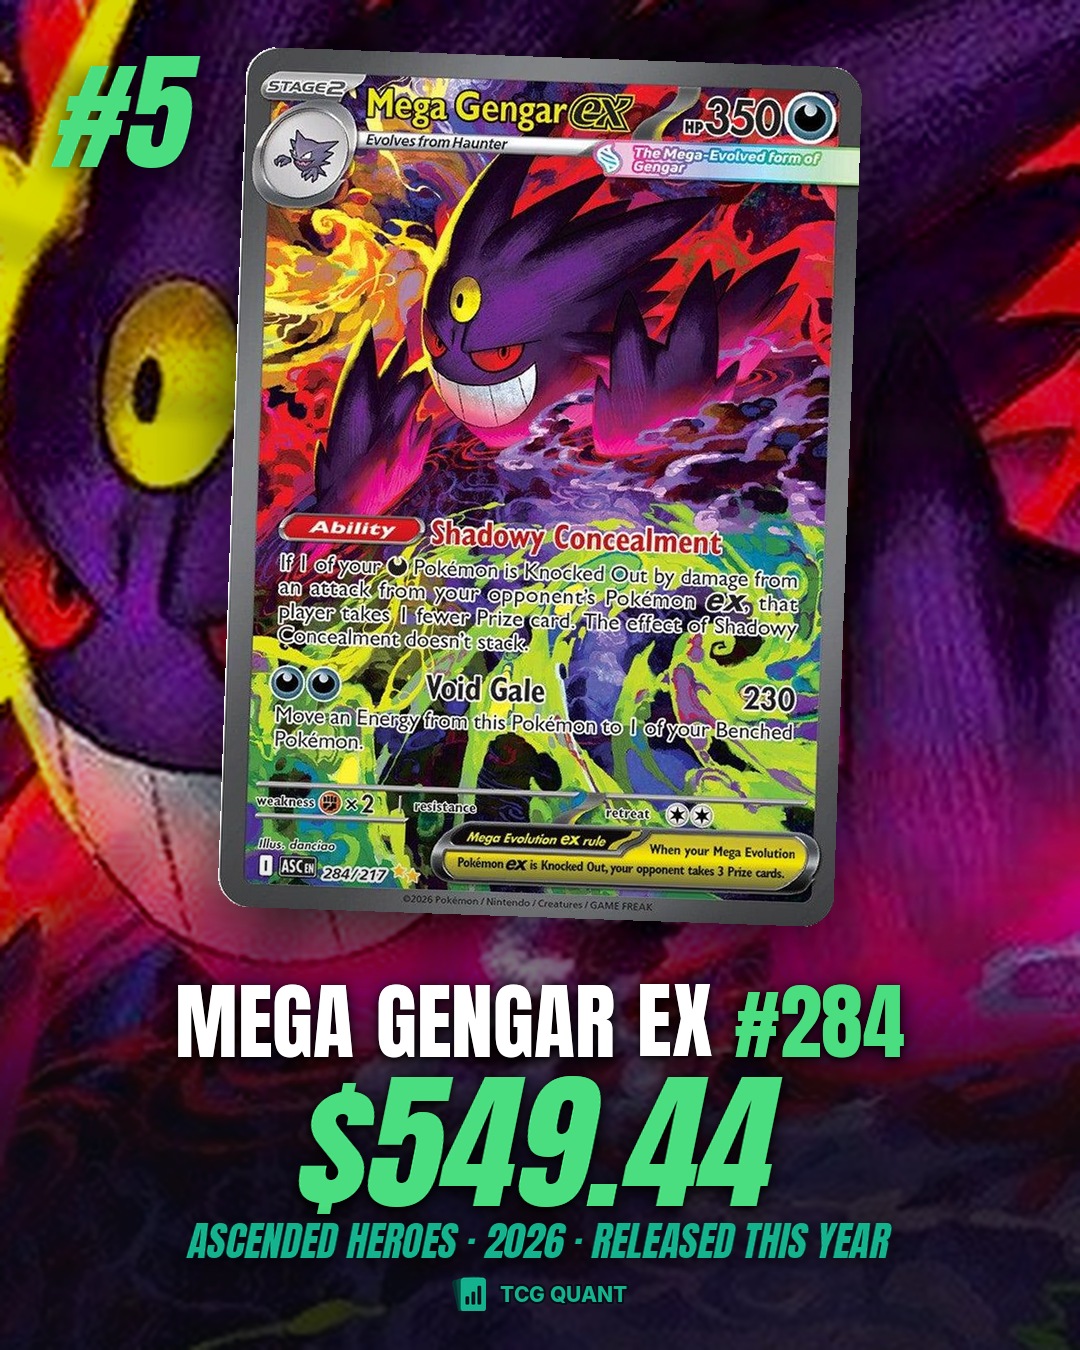 #5
STAGE2
Mega Gengar ex
HP 350
Evolves from Haunter
The Mega-Evolved form of
Gengar
Ability Shadowy Concealment
If 1 of your Pokémon is Knocked Out by damage from
an attack from your opponent's Pokémon ex, that
player takes 1 fewer Prize card. The effect of Shadowy
Concealment doesn't stack.
Void Gale 230
Move an Energy from this Pokémon to 1 of your Benched
Pokémon.
weakness ×2 resistance retreat
Mega Evolution ex rule
When your Mega Evolution
Pokémon ex is Knocked Out, your opponent takes 3 Prize cards.
Illus. danciao
I ASC EN 284/217
©2026 Pokémon / Nintendo / Creatures / GAME FREAK
MEGA GENGAR EX #284
$549.44
ASCENDED HEROES · 2026 · RELEASED THIS YEAR
TCG QUANT